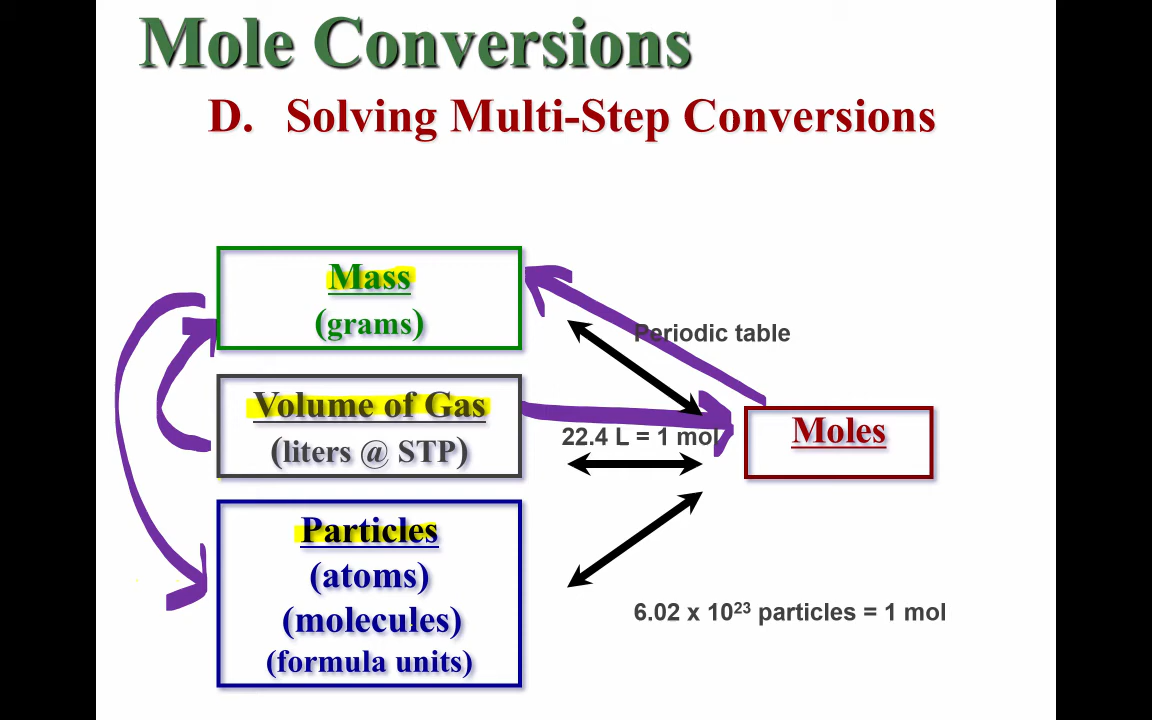 Mole Conversions
D. Solving Multi-Step Conversions
Mass
(grams)
Periodic table
Volume of Gas
(liters @ STP)
22.4 L = 1 mol
Moles
Particles
(atoms)
(molecules)
(formula units)
6.02 x 10²³ particles = 1 mol